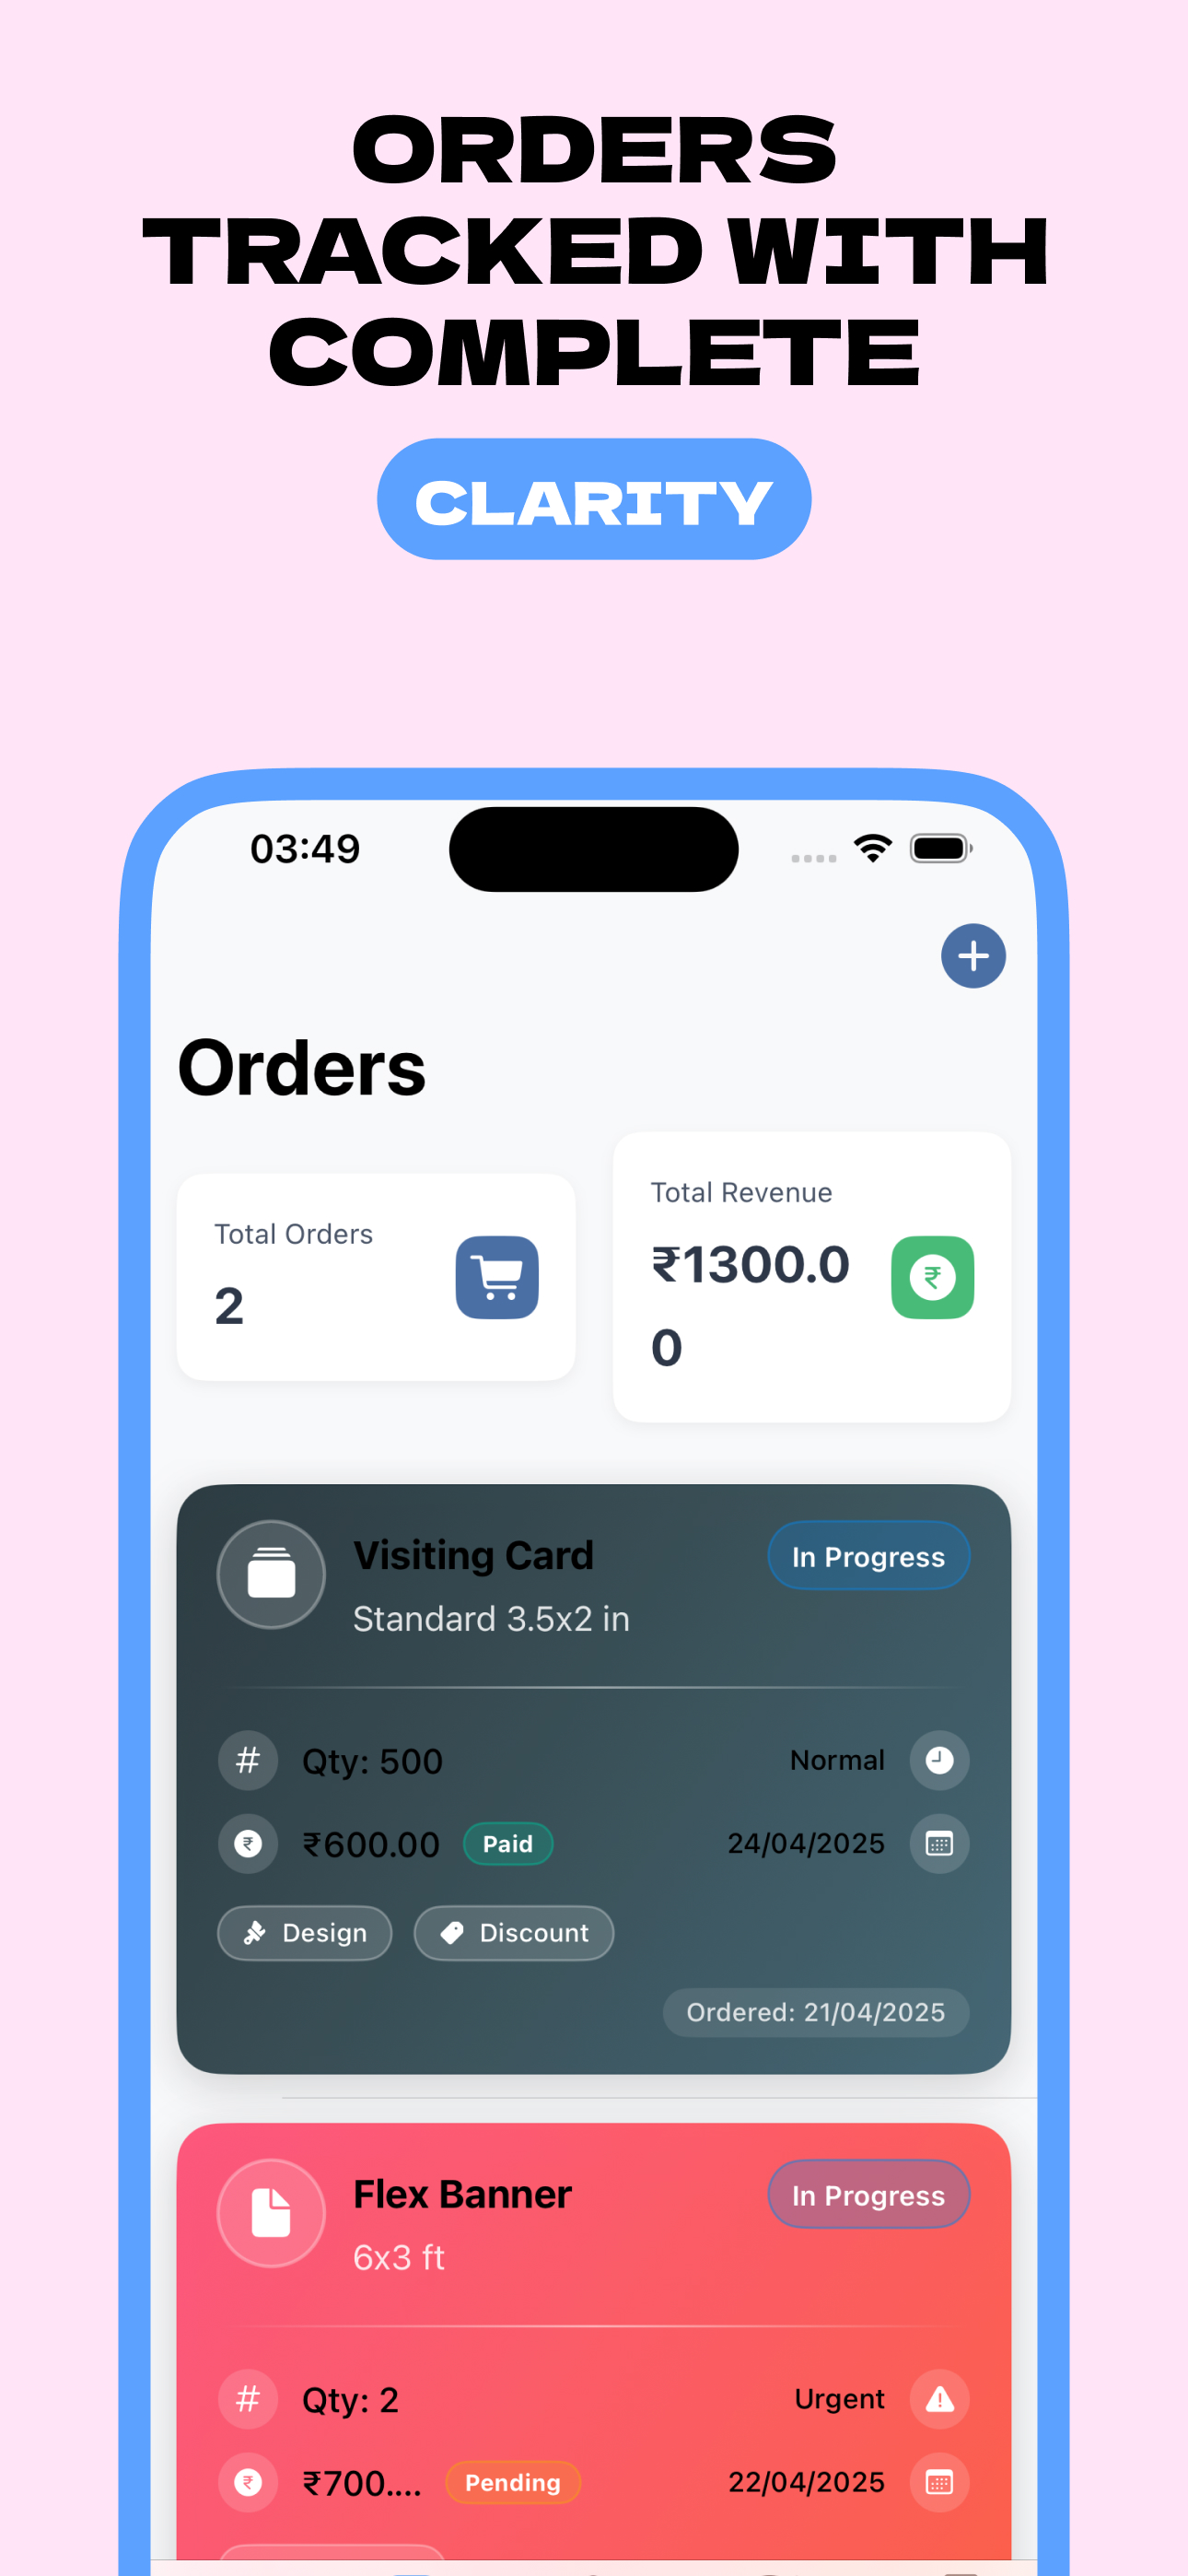 ORDERS
TRACKED WITH
COMPLETE
CLARITY
03:49
Orders
Total Orders
2
Total Revenue
₹1300.0
0
Visiting Card
In Progress
Standard 3.5x2 in
# Qty: 500
Normal
₹ ₹600.00 Paid
24/04/2025
Design
Discount
Ordered: 21/04/2025
Flex Banner
In Progress
6x3 ft
# Qty: 2
Urgent
₹ ₹700.... Pending
22/04/2025